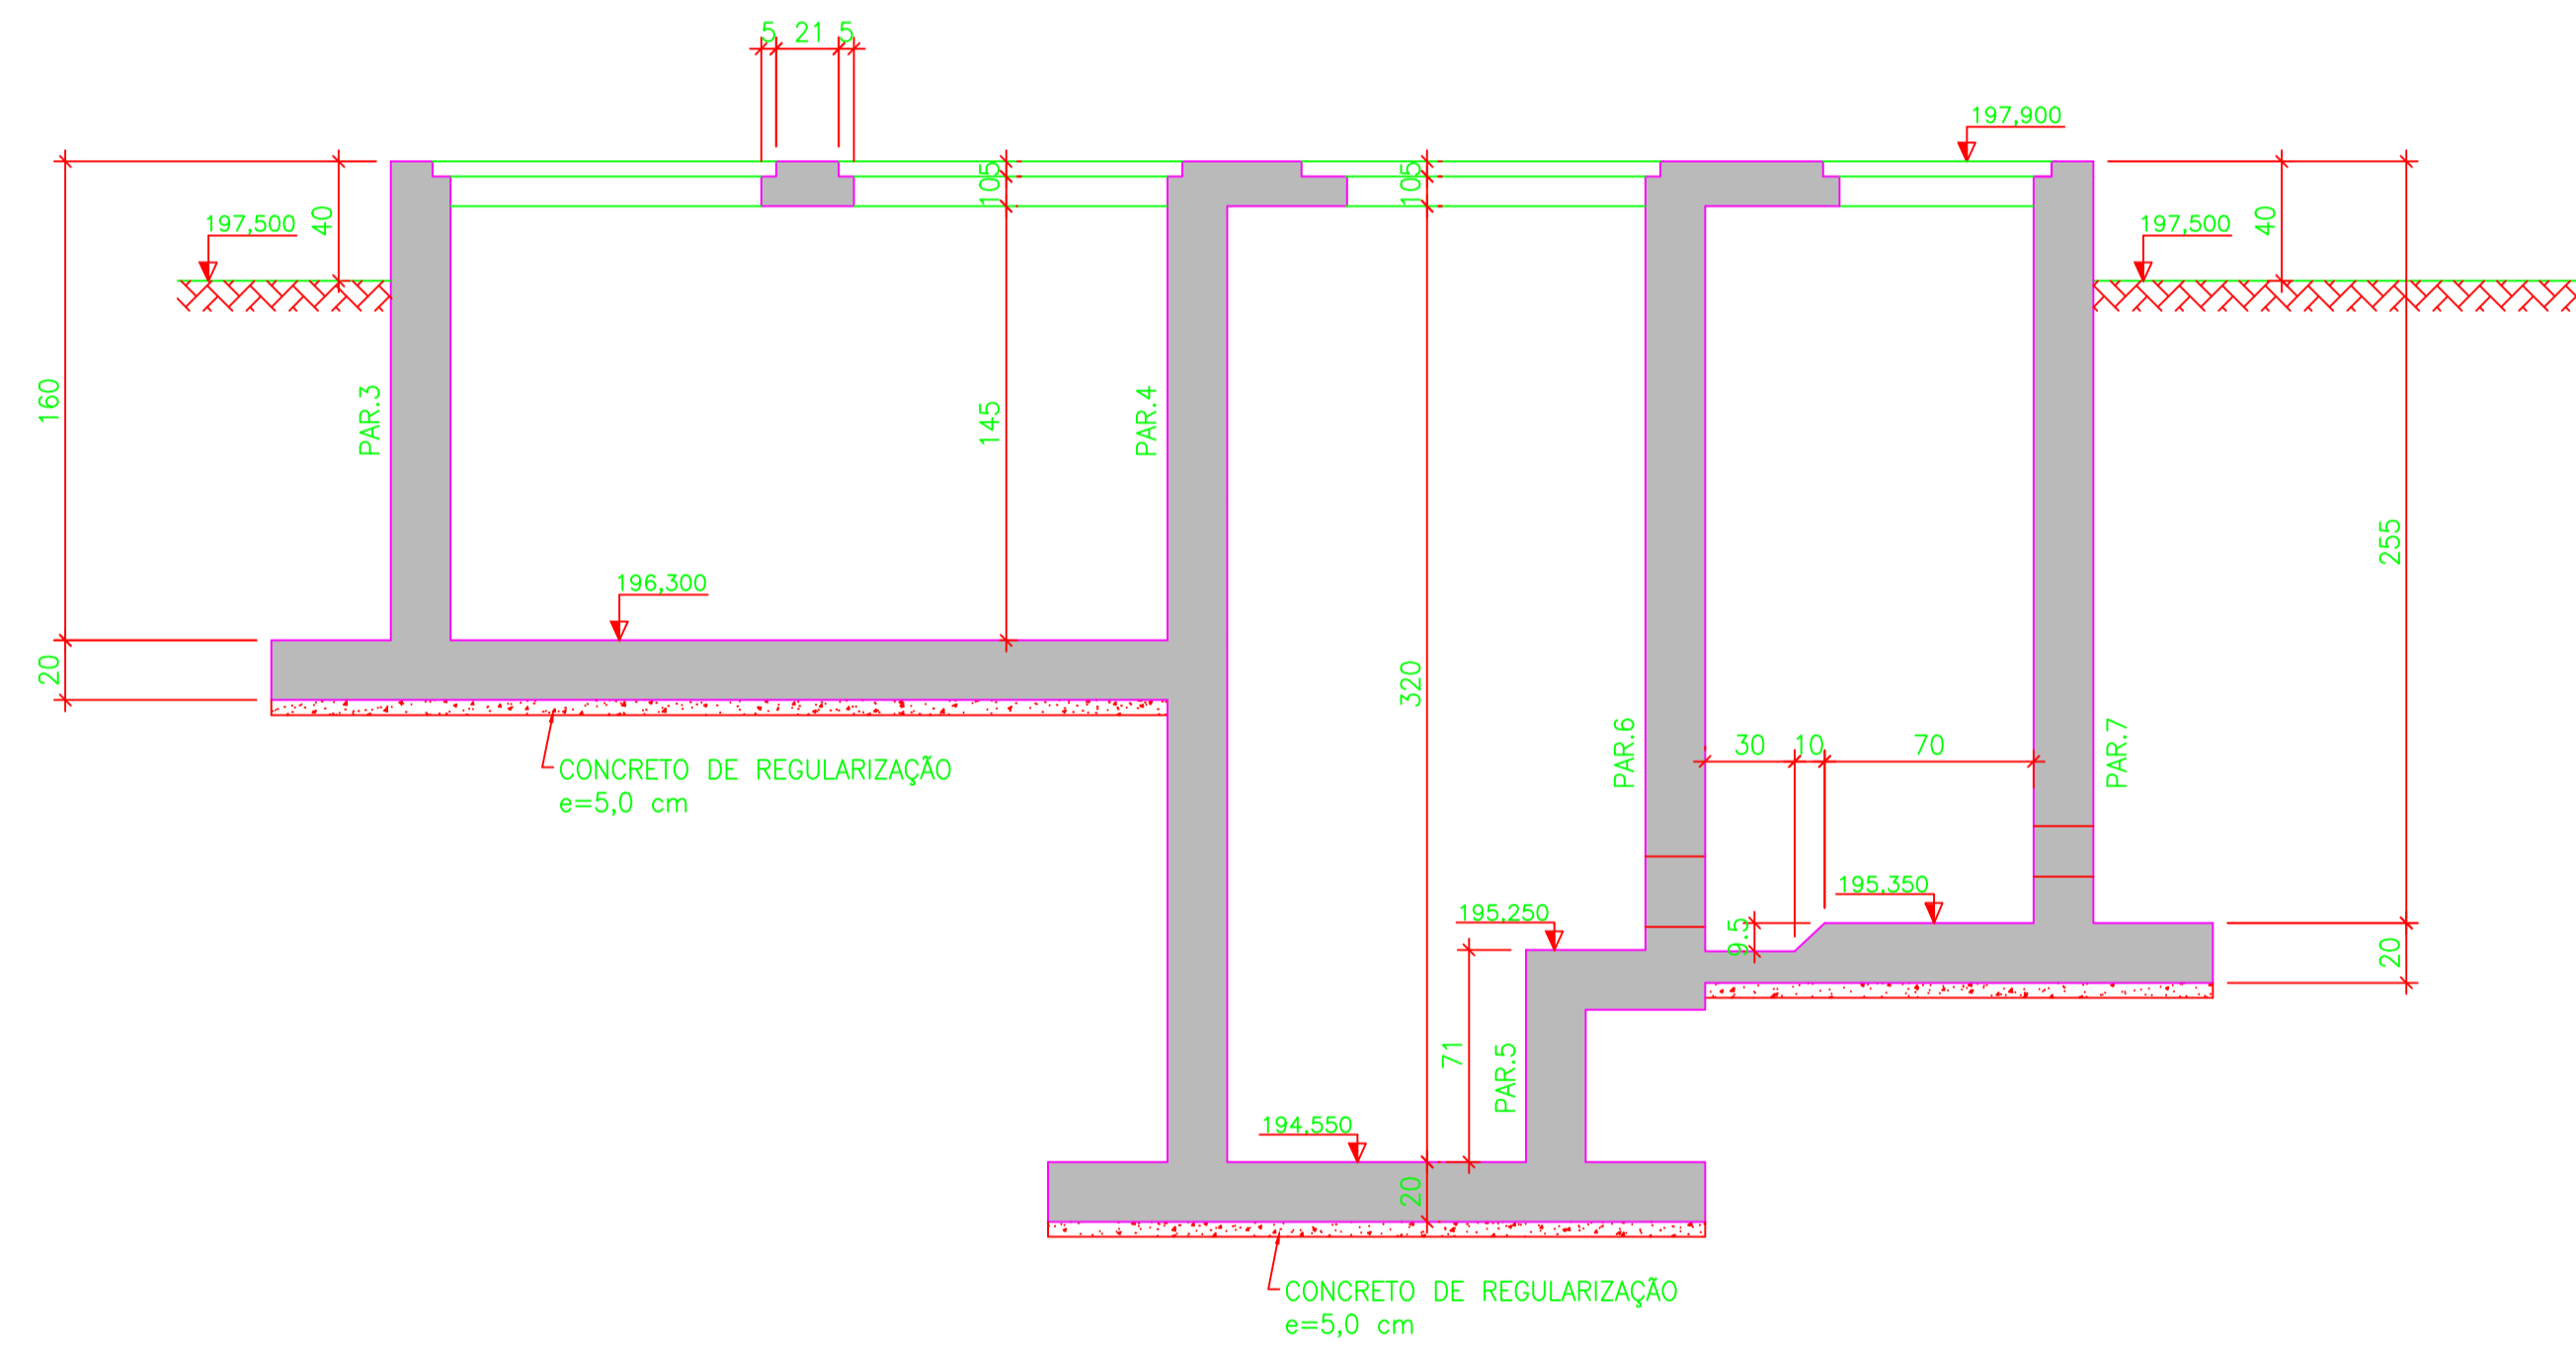 5 21 5
197,900
105
105
197,500
40
197,500
40
160
PAR.3
145
PAR.4
255
196,300
20
320
PAR.6
30 10 70
PAR.7
CONCRETO DE REGULARIZAÇÃO
e=5,0 cm
195,350
195,250
9.5
20
71
PAR.5
194,550
20
CONCRETO DE REGULARIZAÇÃO
e=5,0 cm